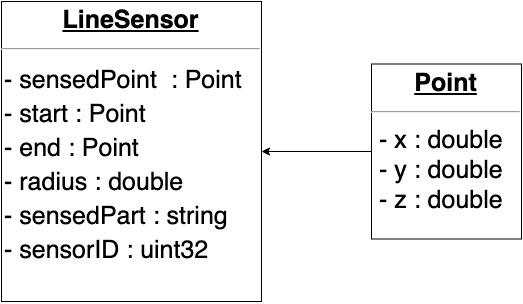 LineSensor
- sensedPoint : Point
- start : Point
- end : Point
- radius : double
- sensedPart : string
- sensorID : uint32
Point
- x : double
- y : double
- z : double